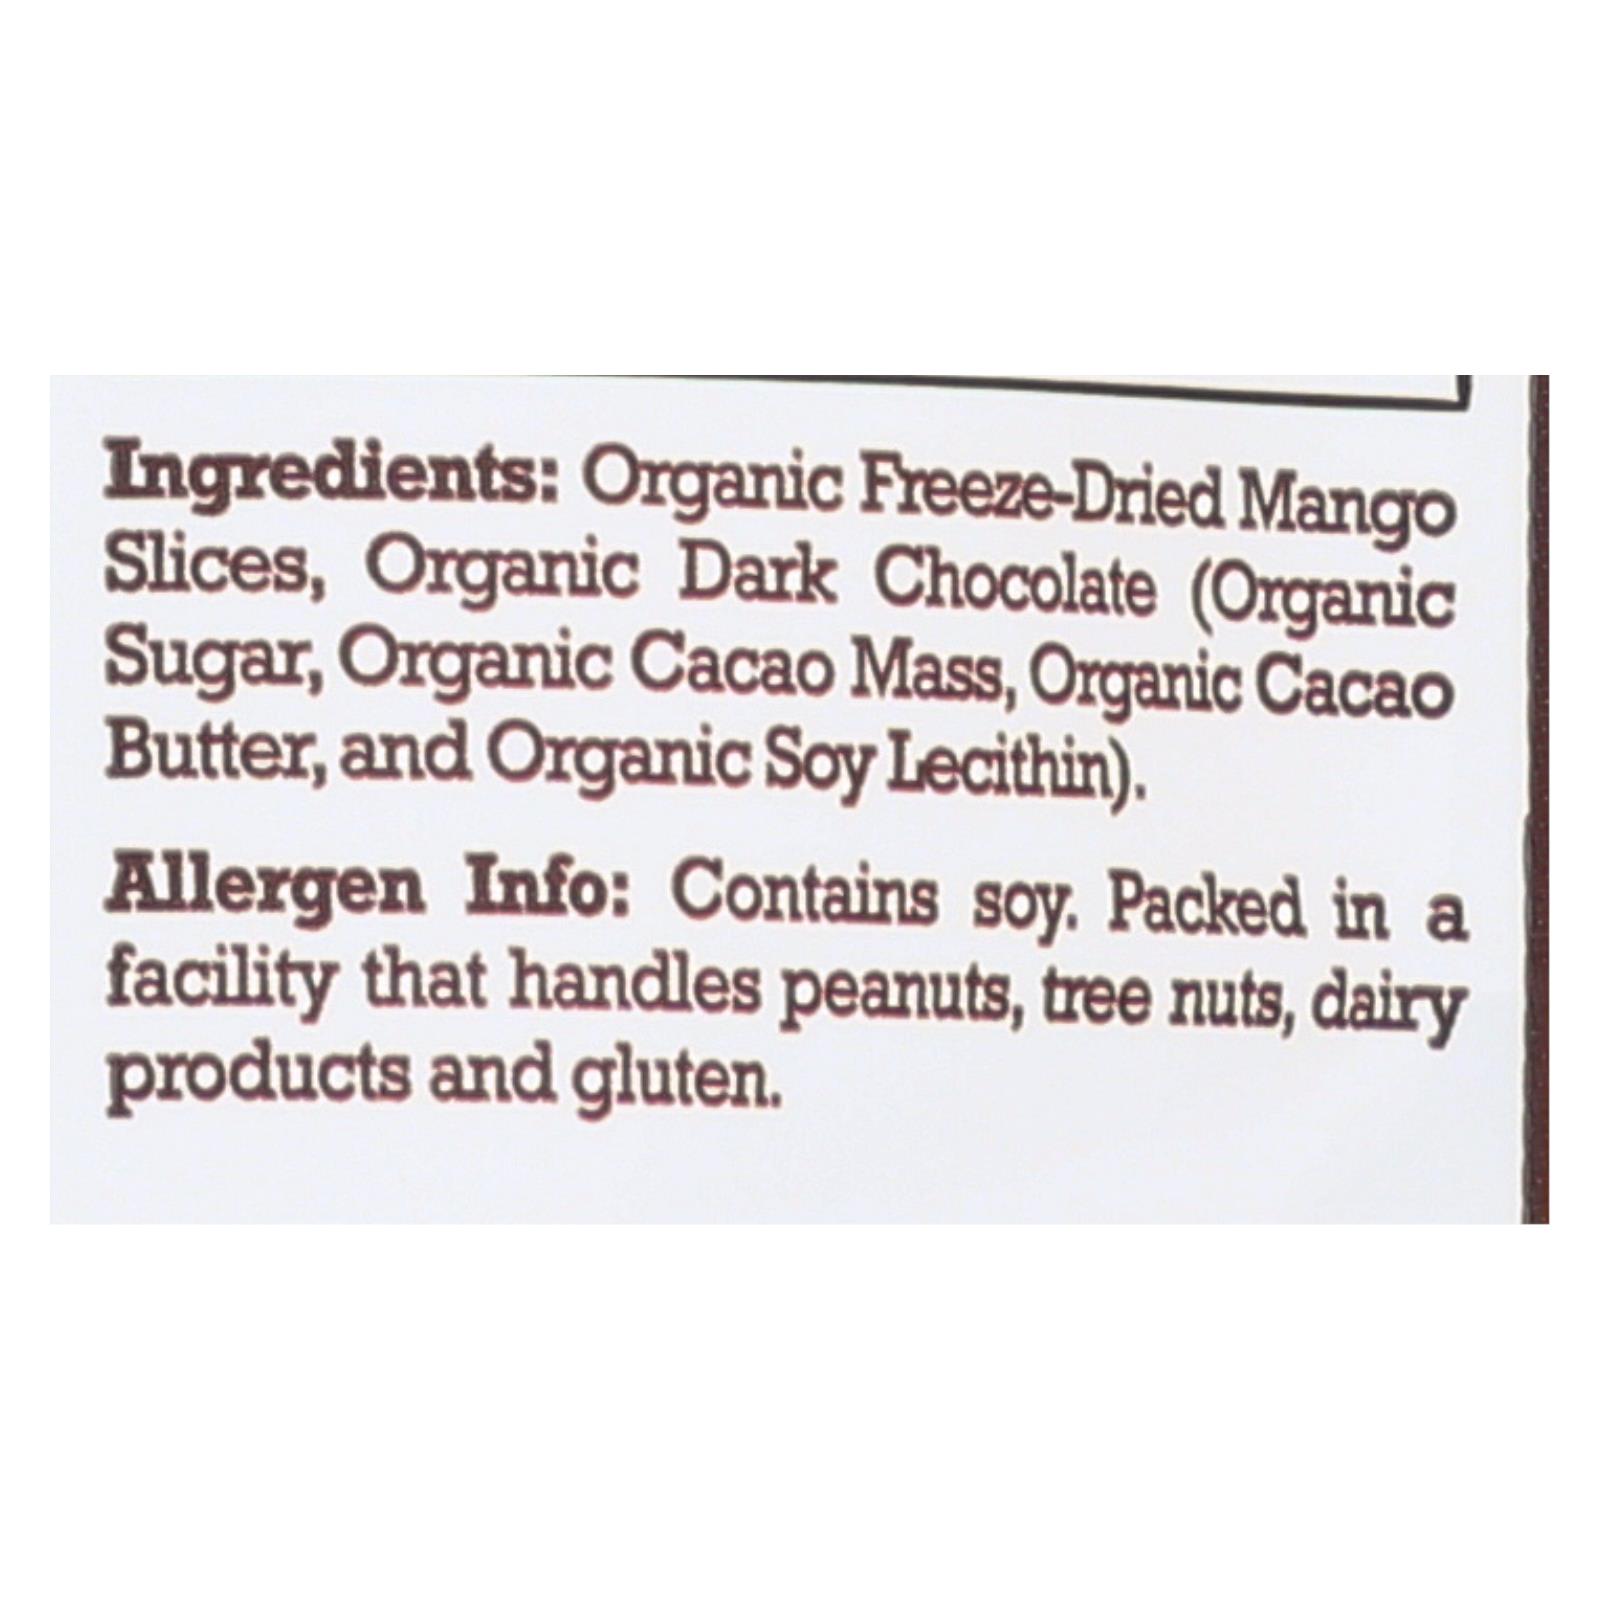 Ingredients: Organic Freeze-Dried Mango
Slices, Organic Dark Chocolate (Organic
Sugar, Organic Cacao Mass, Organic Cacao
Butter, and Organic Soy Lecithin).
Allergen Info: Contains soy. Packed in a
facility that handles peanuts, tree nuts, dairy
products and gluten.